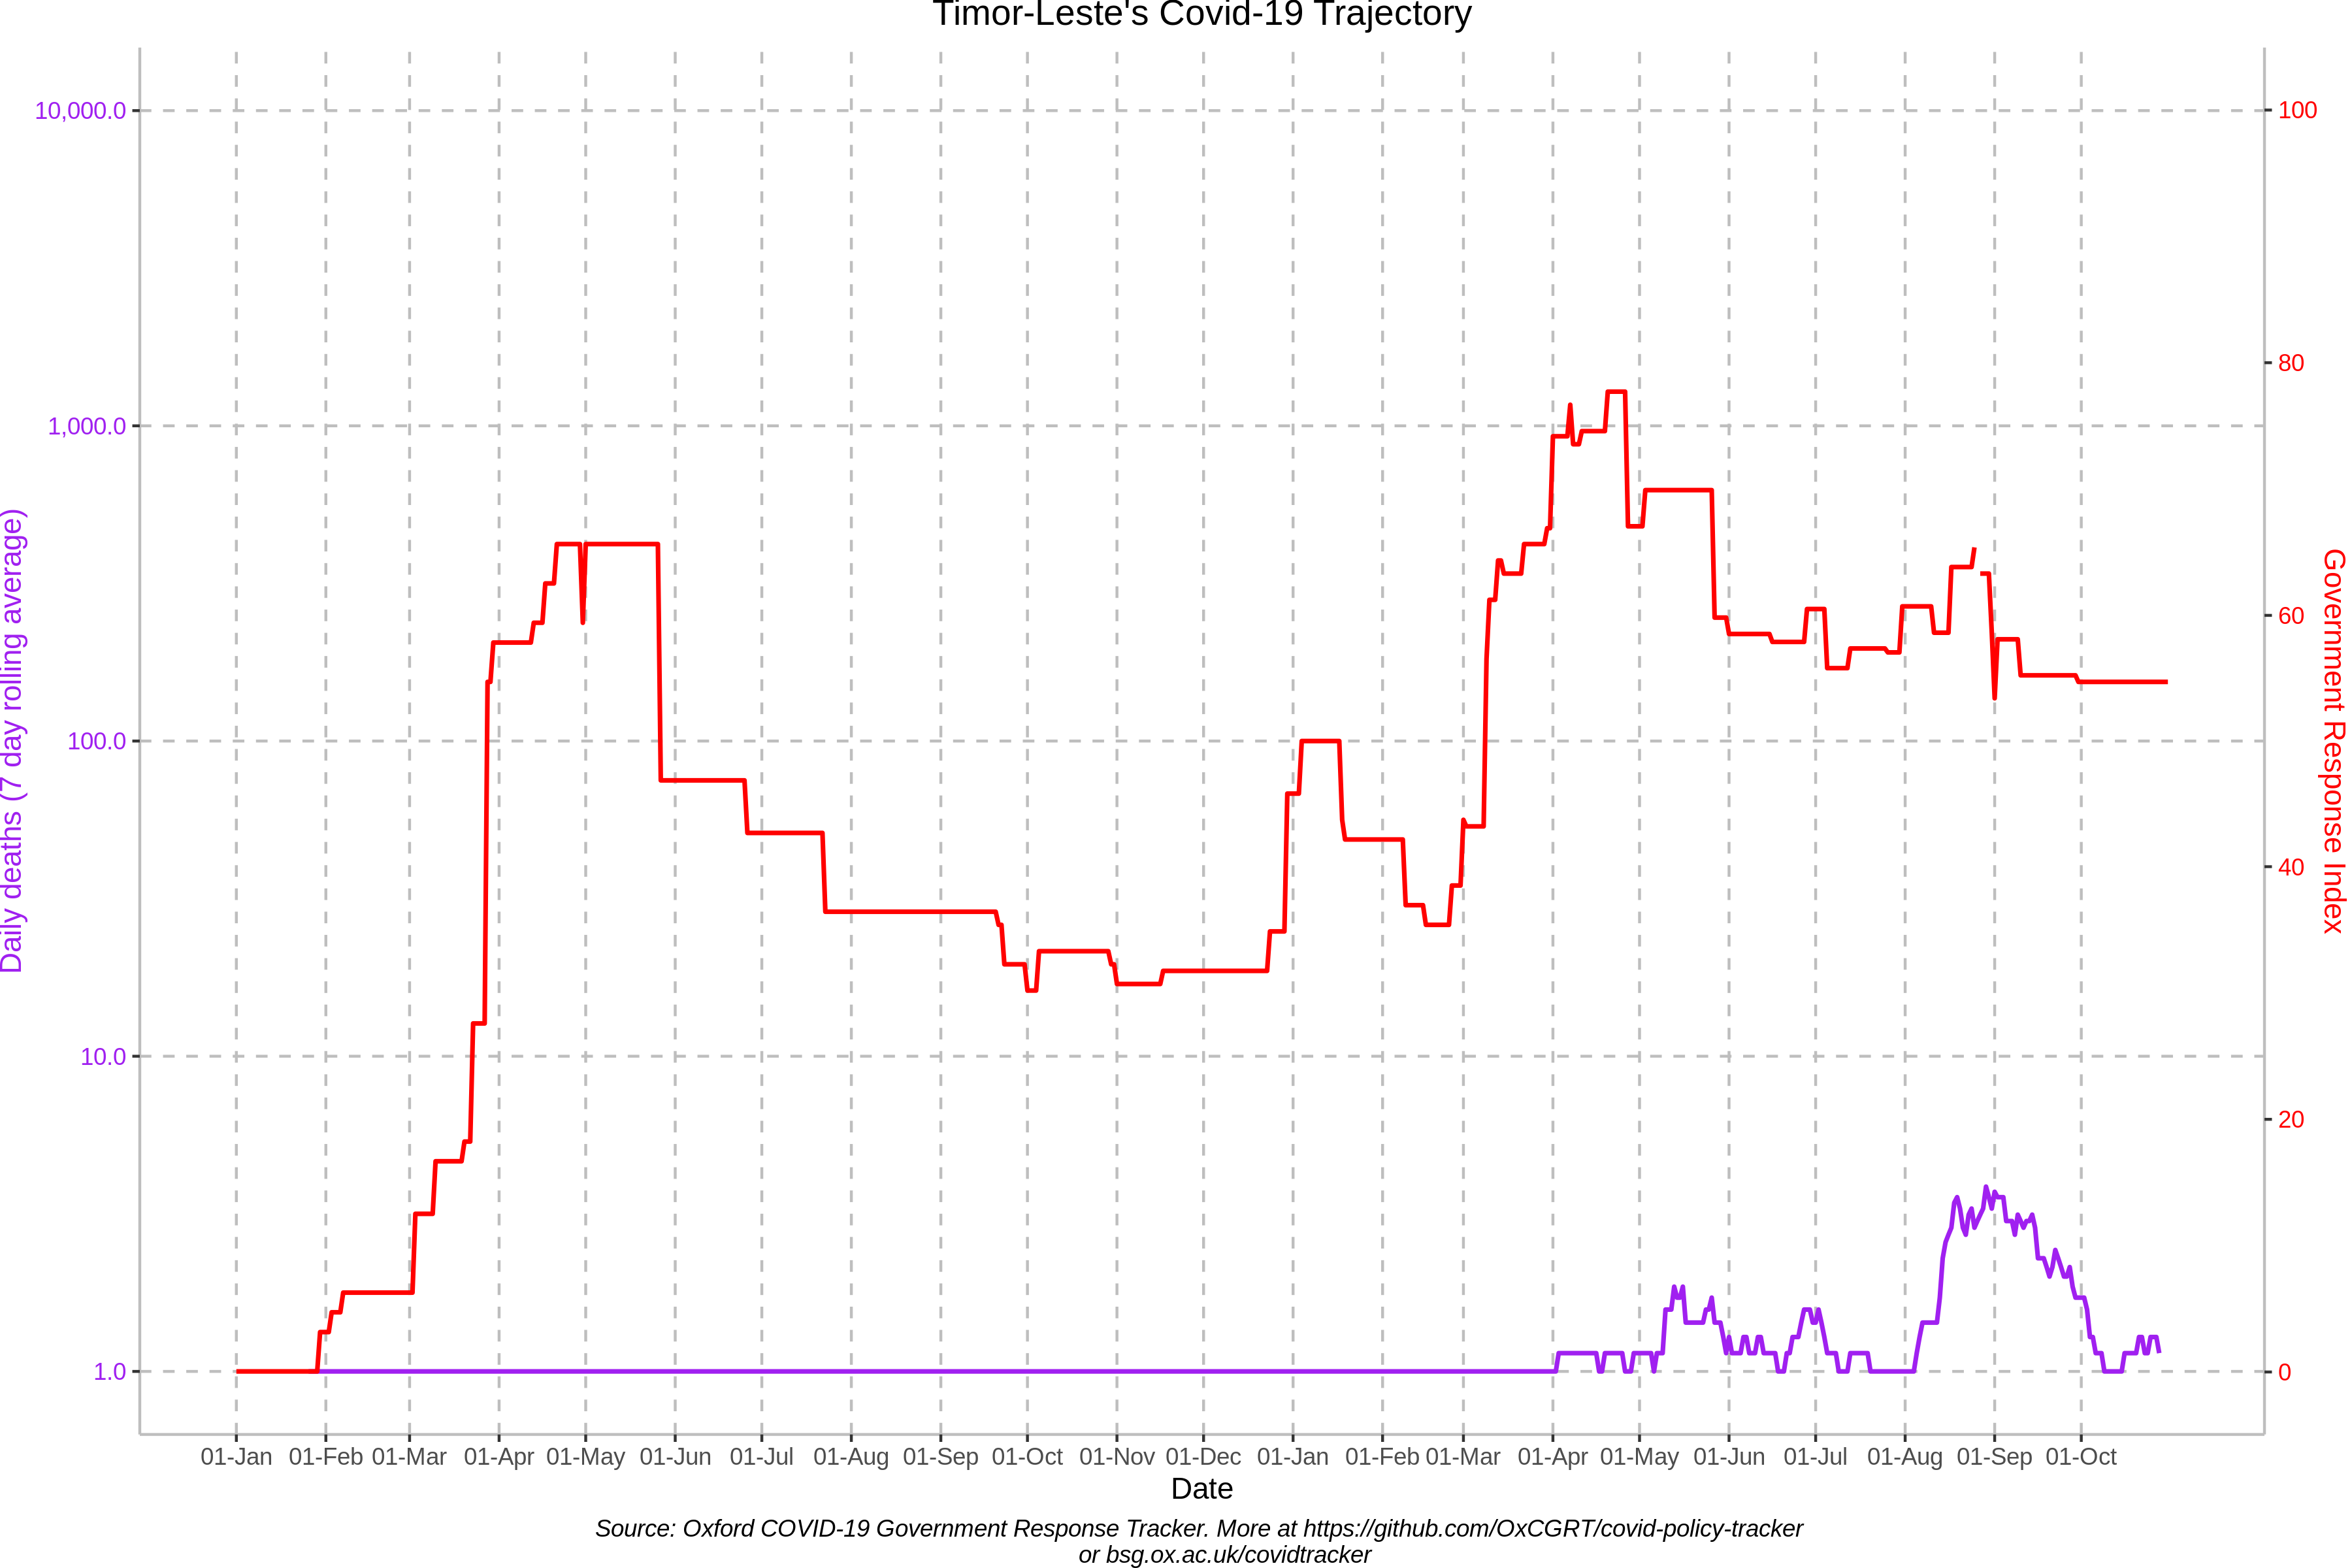 Timor-Leste's Covid-19 Trajectory
10,000.0
1,000.0
100.0
10.0
1.0
Daily deaths (7 day rolling average)
100
80
60
40
20
0
Government Response Index
01-Jan 01-Feb 01-Mar 01-Apr 01-May 01-Jun 01-Jul 01-Aug 01-Sep 01-Oct 01-Nov 01-Dec 01-Jan 01-Feb 01-Mar 01-Apr 01-May 01-Jun 01-Jul 01-Aug 01-Sep 01-Oct
Date
Source: Oxford COVID-19 Government Response Tracker. More at https://github.com/OxCGRT/covid-policy-tracker
or bsg.ox.ac.uk/covidtracker